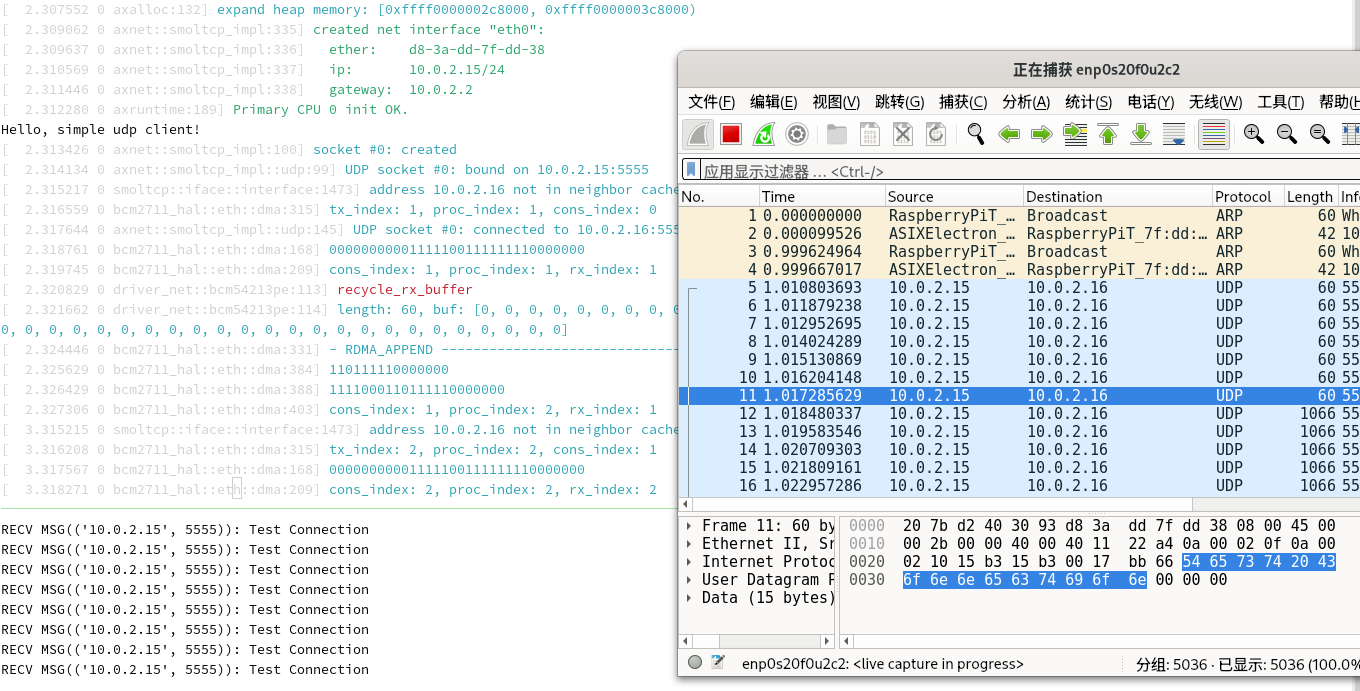 [  2.307552 0 axalloc:132] expand heap memory: [0xffff0000002c8000, 0xffff0000003c8000)
[  2.309062 0 axnet::smoltcp_impl:335] created net interface "eth0":
[  2.309637 0 axnet::smoltcp_impl:336]   ether:    d8-3a-dd-7f-dd-38
[  2.310569 0 axnet::smoltcp_impl:337]   ip:       10.0.2.15/24
[  2.311446 0 axnet::smoltcp_impl:338]   gateway:  10.0.2.2
[  2.312280 0 axruntime:189] Primary CPU 0 init OK.
Hello, simple udp client!
[  2.313426 0 axnet::smoltcp_impl:100] socket #0: created
[  2.314134 0 axnet::smoltcp_impl::udp:99] UDP socket #0: bound on 10.0.2.15:5555
[  2.315217 0 smoltcp::iface::interface:1473] address 10.0.2.16 not in neighbor cache
[  2.316559 0 bcm2711_hal::eth::dma:315] tx_index: 1, proc_index: 1, cons_index: 0
[  2.317644 0 axnet::smoltcp_impl::udp:145] UDP socket #0: connected to 10.0.2.16:555
[  2.318761 0 bcm2711_hal::eth::dma:168] 00000000001111100111111110000000
[  2.319745 0 bcm2711_hal::eth::dma:209] cons_index: 1, proc_index: 1, rx_index: 1
[  2.320829 0 driver_net::bcm54213pe:113] recycle_rx_buffer
[  2.321662 0 driver_net::bcm54213pe:114] length: 60, buf: [0, 0, 0, 0, 0, 0, 0, 0, 0
0, 0, 0, 0, 0, 0, 0, 0, 0, 0, 0, 0, 0, 0, 0, 0, 0, 0, 0, 0, 0, 0, 0, 0, 0]
[  2.324446 0 bcm2711_hal::eth::dma:331] - RDMA_APPEND ------------------------------
[  2.325629 0 bcm2711_hal::eth::dma:384] 110111110000000
[  2.326429 0 bcm2711_hal::eth::dma:388] 1111000110111110000000
[  2.327306 0 bcm2711_hal::eth::dma:403] cons_index: 1, proc_index: 2, rx_index: 1
[  3.315215 0 smoltcp::iface::interface:1473] address 10.0.2.16 not in neighbor cache
[  3.316208 0 bcm2711_hal::eth::dma:315] tx_index: 2, proc_index: 2, cons_index: 1
[  3.317567 0 bcm2711_hal::eth::dma:168] 00000000001111100111111110000000
[  3.318271 0 bcm2711_hal::eth::dma:209] cons_index: 2, proc_index: 2, rx_index: 2
RECV MSG(('10.0.2.15', 5555)): Test Connection
RECV MSG(('10.0.2.15', 5555)): Test Connection
RECV MSG(('10.0.2.15', 5555)): Test Connection
RECV MSG(('10.0.2.15', 5555)): Test Connection
RECV MSG(('10.0.2.15', 5555)): Test Connection
RECV MSG(('10.0.2.15', 5555)): Test Connection
RECV MSG(('10.0.2.15', 5555)): Test Connection
RECV MSG(('10.0.2.15', 5555)): Test Connection
正在捕获 enp0s20f0u2c2
文件(F) 编辑(E) 视图(V) 跳转(G) 捕获(C) 分析(A) 统计(S) 电话(Y) 无线(W) 工具(T) 帮助(H
应用显示过滤器 … <Ctrl-/>
No. Time Source Destination Protocol Length Info
1 0.000000000 RaspberryPiT_… Broadcast ARP 60 Wh
2 0.000099526 ASIXElectron_… RaspberryPiT_7f:dd:… ARP 42 10
3 0.999624964 RaspberryPiT_… Broadcast ARP 60 Wh
4 0.999667017 ASIXElectron_… RaspberryPiT_7f:dd:… ARP 42 10
5 1.010803693 10.0.2.15 10.0.2.16 UDP 60 55
6 1.011879238 10.0.2.15 10.0.2.16 UDP 60 55
7 1.012952695 10.0.2.15 10.0.2.16 UDP 60 55
8 1.014024289 10.0.2.15 10.0.2.16 UDP 60 55
9 1.015130869 10.0.2.15 10.0.2.16 UDP 60 55
10 1.016204148 10.0.2.15 10.0.2.16 UDP 60 55
11 1.017285629 10.0.2.15 10.0.2.16 UDP 60 55
12 1.018480337 10.0.2.15 10.0.2.16 UDP 1066 55
13 1.019583546 10.0.2.15 10.0.2.16 UDP 1066 55
14 1.020709303 10.0.2.15 10.0.2.16 UDP 1066 55
15 1.021809161 10.0.2.15 10.0.2.16 UDP 1066 55
16 1.022957286 10.0.2.15 10.0.2.16 UDP 1066 55
Frame 11: 60 by
Ethernet II, Sr
Internet Protoc
User Datagram P
Data (15 bytes)
0000 20 7b d2 40 30 93 d8 3a dd 7f dd 38 08 00 45 00
0010 00 2b 00 00 40 00 40 11 22 a4 0a 00 02 0f 0a 00
0020 02 10 15 b3 15 b3 00 17 bb 66 54 65 73 74 20 43
0030 6f 6e 6e 65 63 74 69 6f 6e 00 00 00
enp0s20f0u2c2: <live capture in progress>
分组: 5036 · 已显示: 5036 (100.0%